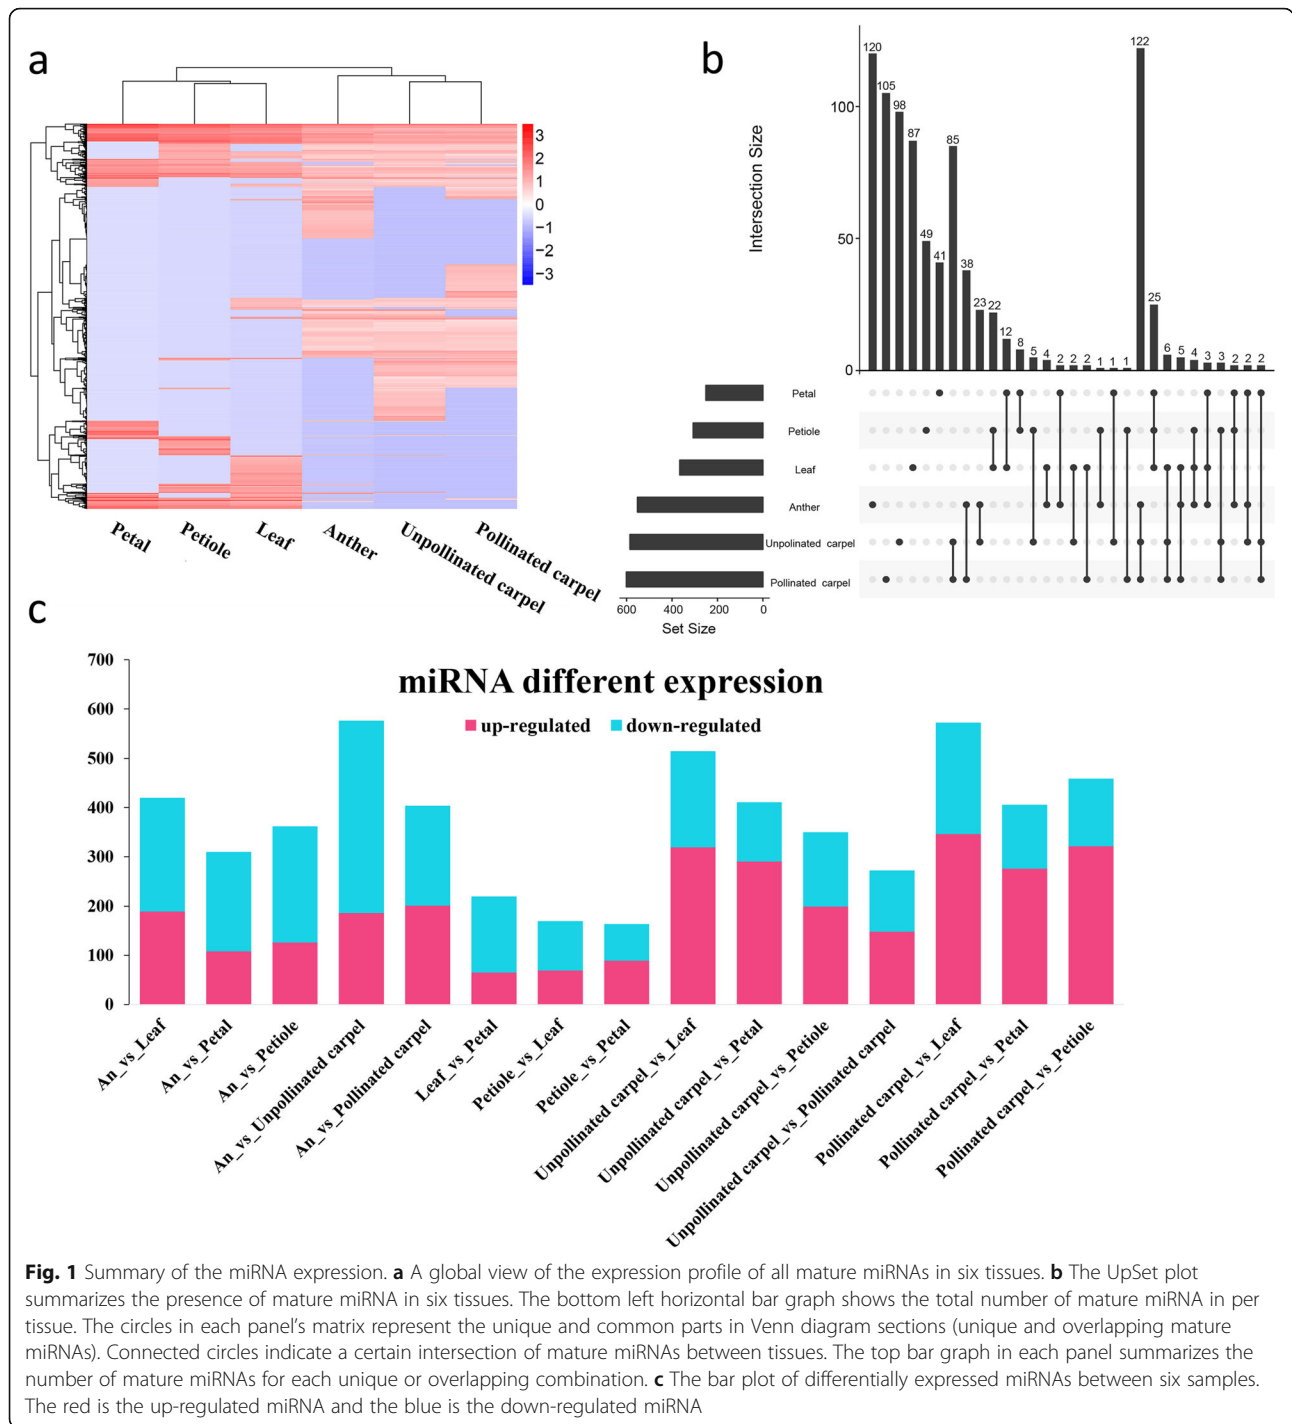 a
3
2
1
0
−1
−2
−3
Petal
Petiole
Leaf
Anther
Unpollinated carpel
Pollinated carpel
b
Intersection Size
100
50
0
120
105
98
87
49
41
85
38
23
22
12
8
5
4
2
2
2
1
1
1
122
25
6
5
4
3
3
2
2
2
Petal
Petiole
Leaf
Anther
Unpolinated carpel
Pollinated carpel
600
400
200
0
Set Size
c
miRNA different expression
up-regulated
down-regulated
700
600
500
400
300
200
100
0
An_vs_Leaf
An_vs_Petal
An_vs_Petiole
An_vs_Unpollinated carpel
An_vs_Pollinated carpel
Leaf_vs_Petal
Petiole_vs_Leaf
Petiole_vs_Petal
Unpollinated carpel_vs_Leaf
Unpollinated carpel_vs_Petal
Unpollinated carpel_vs_Petiole
Unpollinated carpel_vs_Pollinated carpel
Pollinated carpel_vs_Leaf
Pollinated carpel_vs_Petal
Pollinated carpel_vs_Petiole
Fig. 1 Summary of the miRNA expression. a A global view of the expression profile of all mature miRNAs in six tissues. b The UpSet plot
summarizes the presence of mature miRNA in six tissues. The bottom left horizontal bar graph shows the total number of mature miRNA in per
tissue. The circles in each panel's matrix represent the unique and common parts in Venn diagram sections (unique and overlapping mature
miRNAs). Connected circles indicate a certain intersection of mature miRNAs between tissues. The top bar graph in each panel summarizes the
number of mature miRNAs for each unique or overlapping combination. c The bar plot of differentially expressed miRNAs between six samples.
The red is the up-regulated miRNA and the blue is the down-regulated miRNA